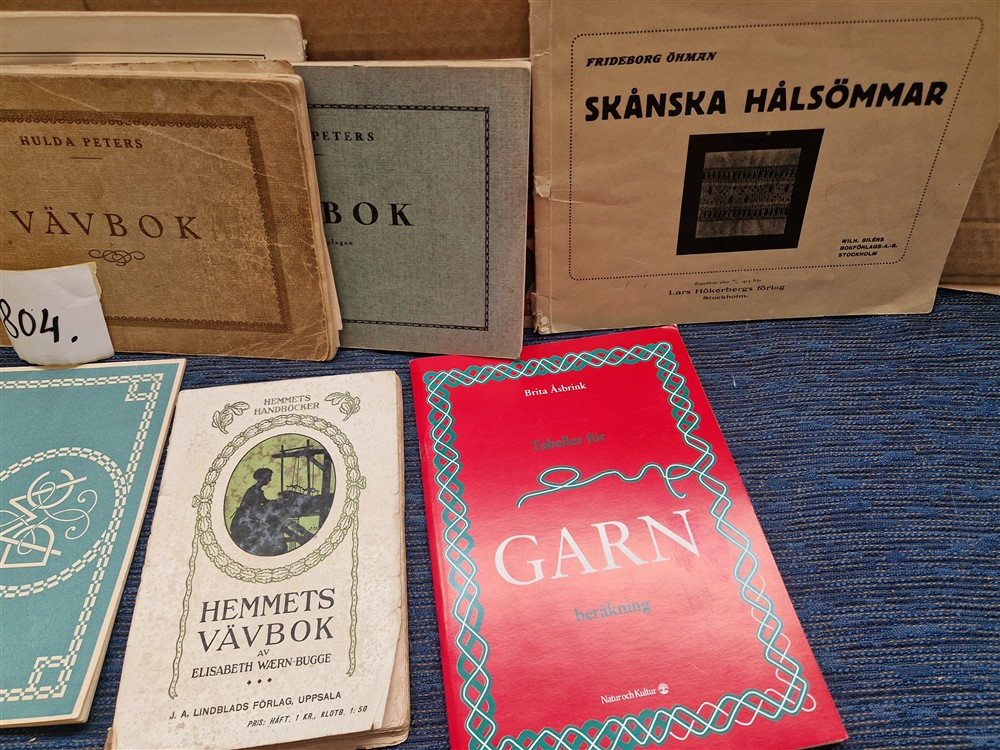 HULDA PETERS
VÄVBOK
804.
PETERS
BOK
FRIDEBORG ÖHMAN
SKÅNSKA HÅLSÖMMAR
WILH. SILÉNS
BOKFÖRLAGS-A.-B.
STOCKHOLM
Lars Hökerbergs förlag
Stockholm.
DMC
HEMMETS
HANDBÖCKER
HEMMETS
VÄVBOK
AV
ELISABETH WÆRN-BUGGE
J. A. LINDBLADS FÖRLAG, UPPSALA
PRIS: HÄFT. 1 KR., KLOTB. 1: 50
Brita Åsbrink
Tabeller för
GARN
beräkning
Natur och Kultur